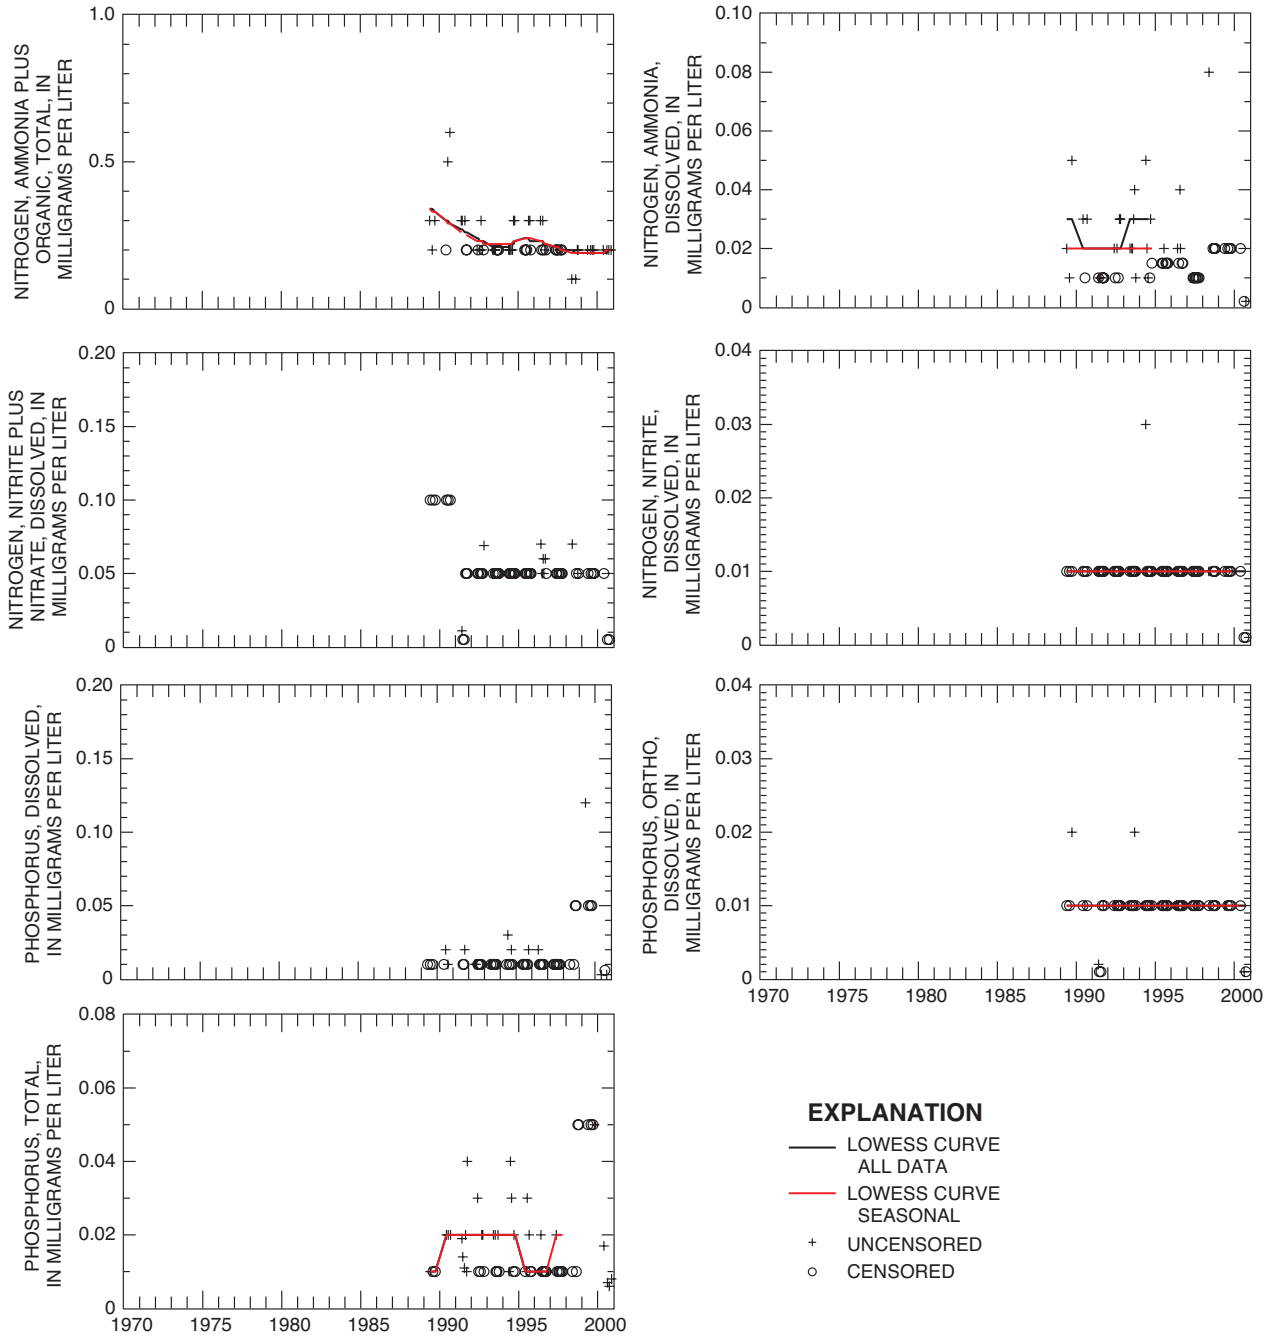 NITROGEN, AMMONIA PLUS
ORGANIC, TOTAL, IN
MILLIGRAMS PER LITER
1.0
0.5
0
NITROGEN, AMMONIA,
DISSOLVED, IN
MILLIGRAMS PER LITER
0.10
0.08
0.06
0.04
0.02
0
NITROGEN, NITRITE PLUS
NITRATE, DISSOLVED, IN
MILLIGRAMS PER LITER
0.20
0.15
0.10
0.05
0
NITROGEN, NITRITE,
DISSOLVED, IN
MILLIGRAMS PER LITER
0.04
0.03
0.02
0.01
0
PHOSPHORUS, DISSOLVED,
IN MILLIGRAMS PER LITER
0.20
0.15
0.10
0.05
0
PHOSPHORUS, ORTHO,
DISSOLVED, IN
MILLIGRAMS PER LITER
0.04
0.03
0.02
0.01
0
1970 1975 1980 1985 1990 1995 2000
PHOSPHORUS, TOTAL,
IN MILLIGRAMS PER LITER
0.08
0.06
0.04
0.02
0
1970 1975 1980 1985 1990 1995 2000
EXPLANATION
LOWESS CURVE
ALL DATA
LOWESS CURVE
SEASONAL
UNCENSORED
CENSORED